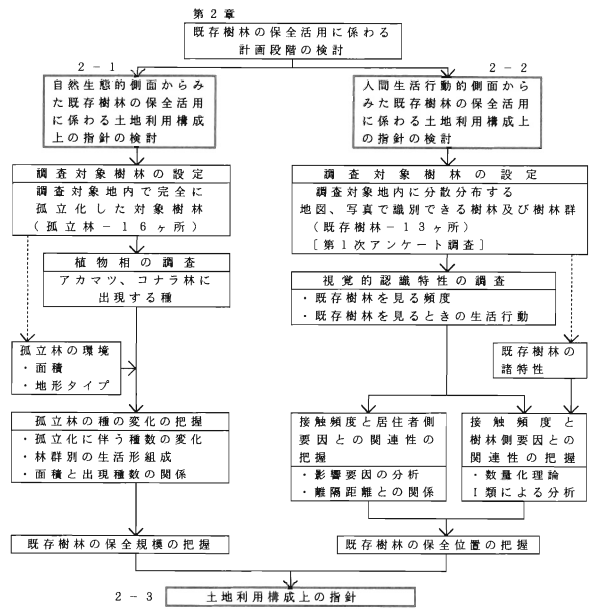 第2章
既存樹林の保全活用に係わる
計画段階の検討
2-1
自然生態的側面からみ
た既存樹林の保全活用
に係わる土地利用構成
上の指針の検討
調査対象樹林の設定
調査対象地内で完全に
孤立化した対象樹林
(孤立林-16ヶ所)
植物相の調査
アカマツ、コナラ林に
出現する種
孤立林の環境
・面積
・地形タイプ
孤立林の種の変化の把握
・孤立化に伴う種数の変化
・林群別の生活形組成
・面積と出現種数の関係
既存樹林の保全規模の把握
2-2
人間生活行動的側面から
みた既存樹林の保全活用
に係わる土地利用構成上
の指針の検討
調査対象樹林の設定
調査対象地内に分散分布する
地図、写真で識別できる樹林及び樹林群
(既存樹林-13ヶ所)
[第1次アンケート調査]
視覚的認識特性の調査
・既存樹林を見る頻度
・既存樹林を見るときの生活行動
既存樹林の
諸特性
接触頻度と居住者側
要因との関連性の
把握
・影響要因の分析
・離隔距離との関係
接触頻度と
樹林側要因との
関連性の把握
・数量化理論
I類による分析
既存樹林の保全位置の把握
2-3
土地利用構成上の指針